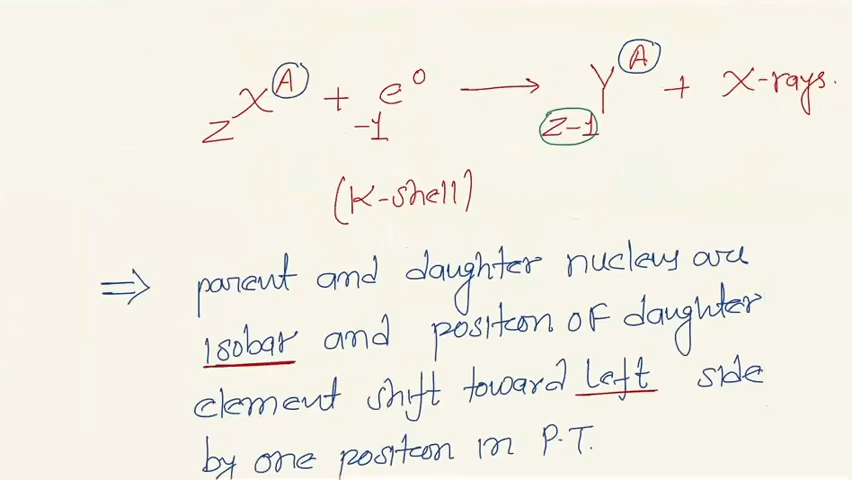 zX^A + -1e^0 ⟶ z-1Y^A + X-rays.
(K-shell)
⇒ parent and daughter nucleus are
isobar and position of daughter
element shift toward left side
by one position in P.T.